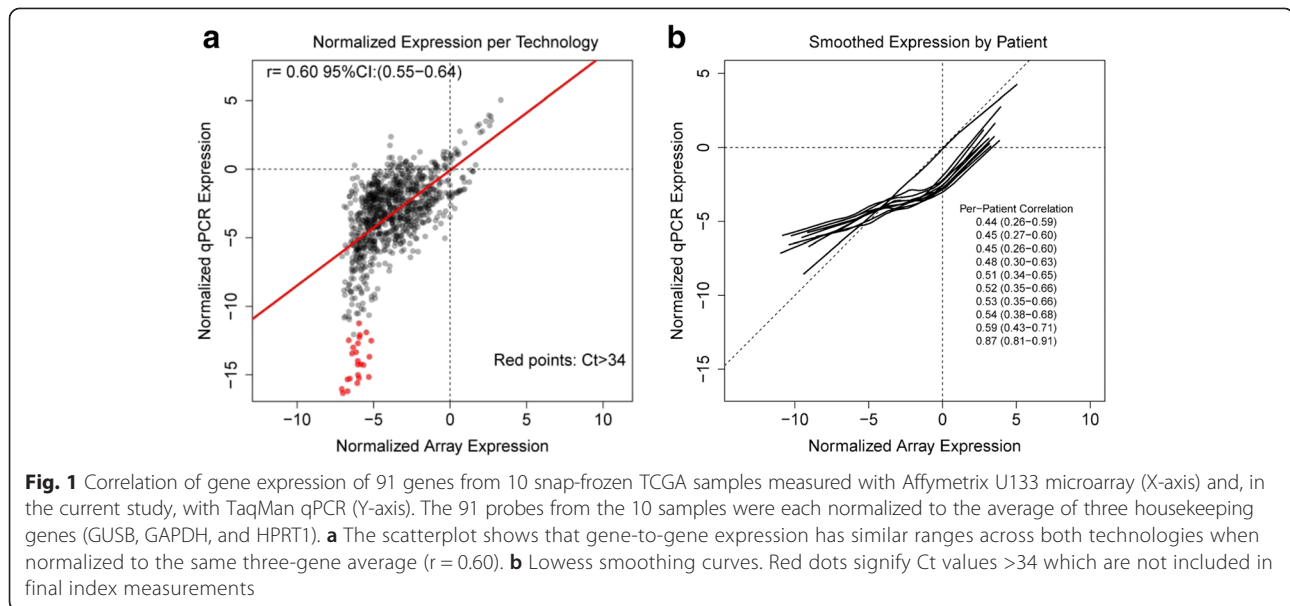 a
Normalized Expression per Technology
r= 0.60 95%CI:(0.55−0.64)
5
0
−5
−10
−15
Normalized qPCR Expression
Red points: Ct>34
−10 −5 0 5 10
Normalized Array Expression
b
Smoothed Expression by Patient
5
0
−5
−10
−15
Normalized qPCR Expression
Per−Patient Correlation
0.44 (0.26−0.59)
0.45 (0.27−0.60)
0.45 (0.26−0.60)
0.48 (0.30−0.63)
0.51 (0.34−0.65)
0.52 (0.35−0.66)
0.53 (0.35−0.66)
0.54 (0.38−0.68)
0.59 (0.43−0.71)
0.87 (0.81−0.91)
−10 −5 0 5 10
Normalized Array Expression
Fig. 1 Correlation of gene expression of 91 genes from 10 snap-frozen TCGA samples measured with Affymetrix U133 microarray (X-axis) and, in
the current study, with TaqMan qPCR (Y-axis). The 91 probes from the 10 samples were each normalized to the average of three housekeeping
genes (GUSB, GAPDH, and HPRT1). a The scatterplot shows that gene-to-gene expression has similar ranges across both technologies when
normalized to the same three-gene average (r = 0.60). b Lowess smoothing curves. Red dots signify Ct values >34 which are not included in
final index measurements